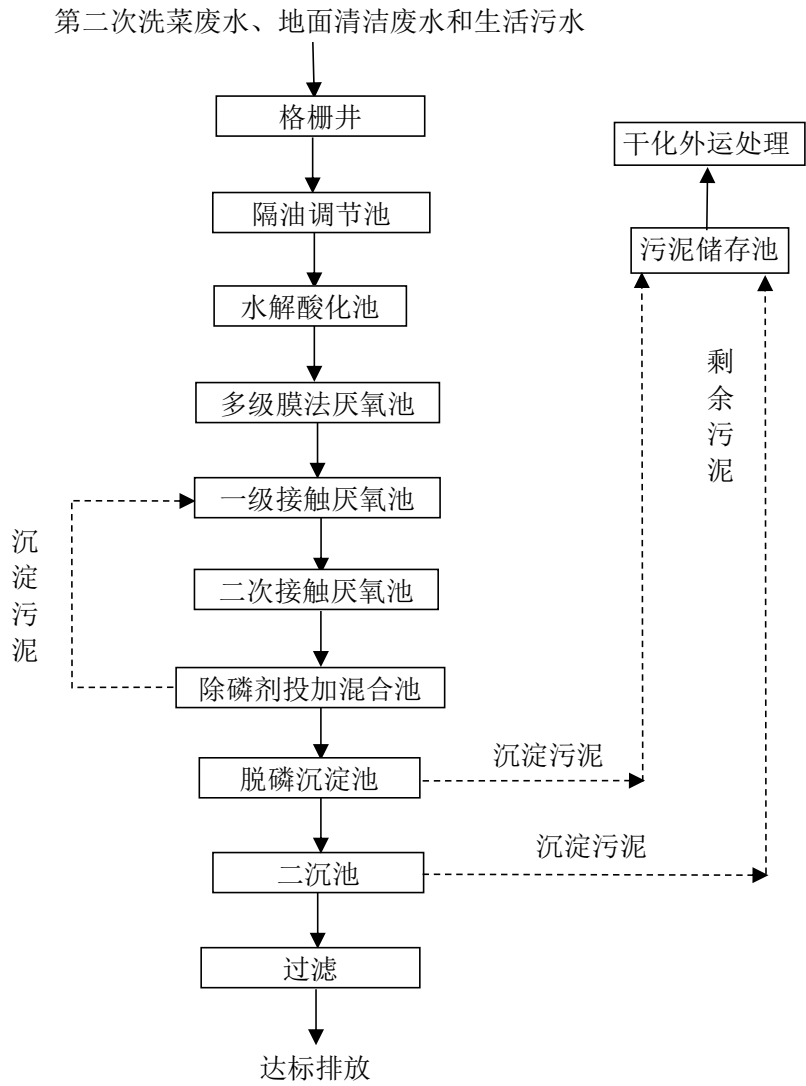 第二次洗菜废水、地面清洁废水和生活污水
格栅井
干化外运处理
隔油调节池
污泥储存池
水解酸化池
剩余污泥
多级膜法厌氧池
一级接触厌氧池
沉淀污泥
二次接触厌氧池
除磷剂投加混合池
沉淀污泥
脱磷沉淀池
沉淀污泥
二沉池
过滤
达标排放